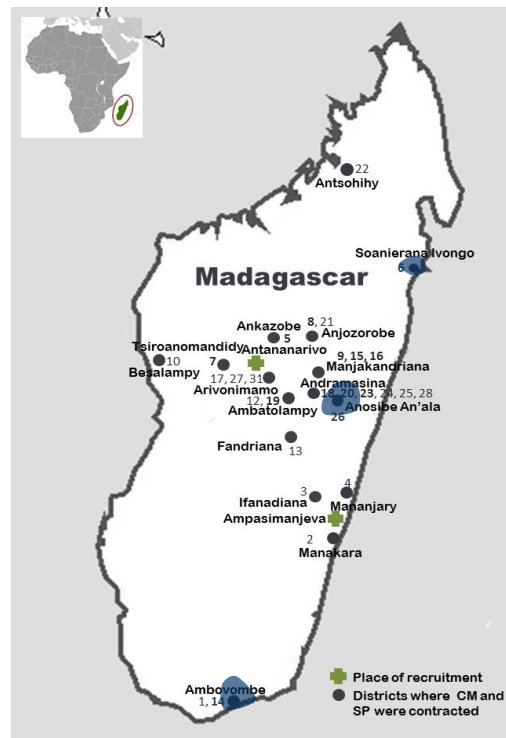 22
Antsohihy
Soanierana Ivongo
6
Madagascar
8, 21
Ankazobe
5
Anjozorobe
Tsiroanomandidy
Antananarivo
9, 15, 16
10
7
Manjakandriana
Besalampy
17, 27, 31
Andramasina
Arivonimamo
12, 19
18, 20, 23, 24, 25, 28
Ambatolampy
Anosibe An'ala
26
Fandriana
13
4
3
Ifanadiana
Mananjary
Ampasimanjeva
2
Manakara
Place of recruitment
Ambovombe
1, 14
Districts where CM and
SP were contracted